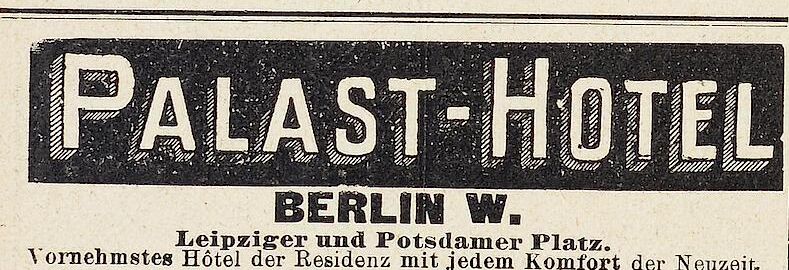 PALAST-HOTEL
BERLIN W.
Leipziger und Potsdamer Platz.
Vornehmstes Hôtel der Residenz mit jedem Komfort der Neuzeit.